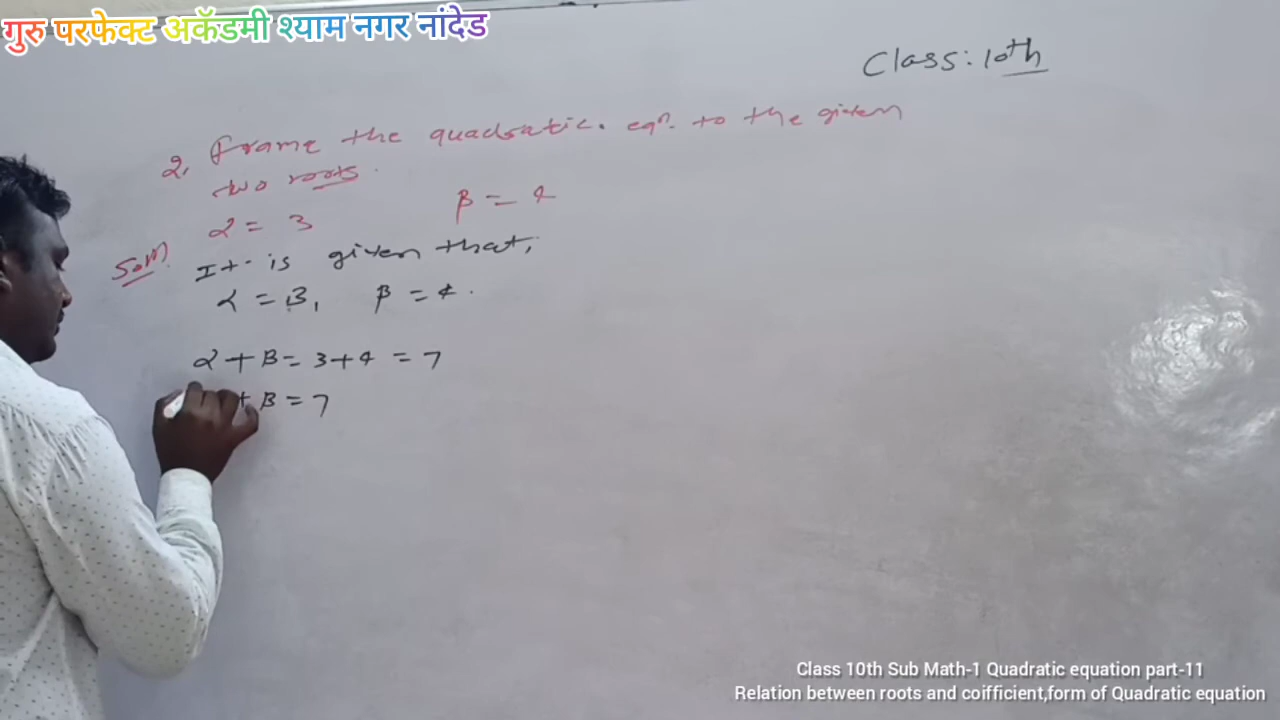 गुरु परफेक्ट अकॅडमी श्याम नगर नांदेड
Class: 10th
2. Frame the quadratic. eqn. to the given
two roots.
α = 3 β = 4
Soln. It is given that,
α = 3, β = 4.
α + β = 3 + 4 = 7
+ β = 7
Class 10th Sub Math-1 Quadratic equation part-11
Relation between roots and coifficient,form of Quadratic equation